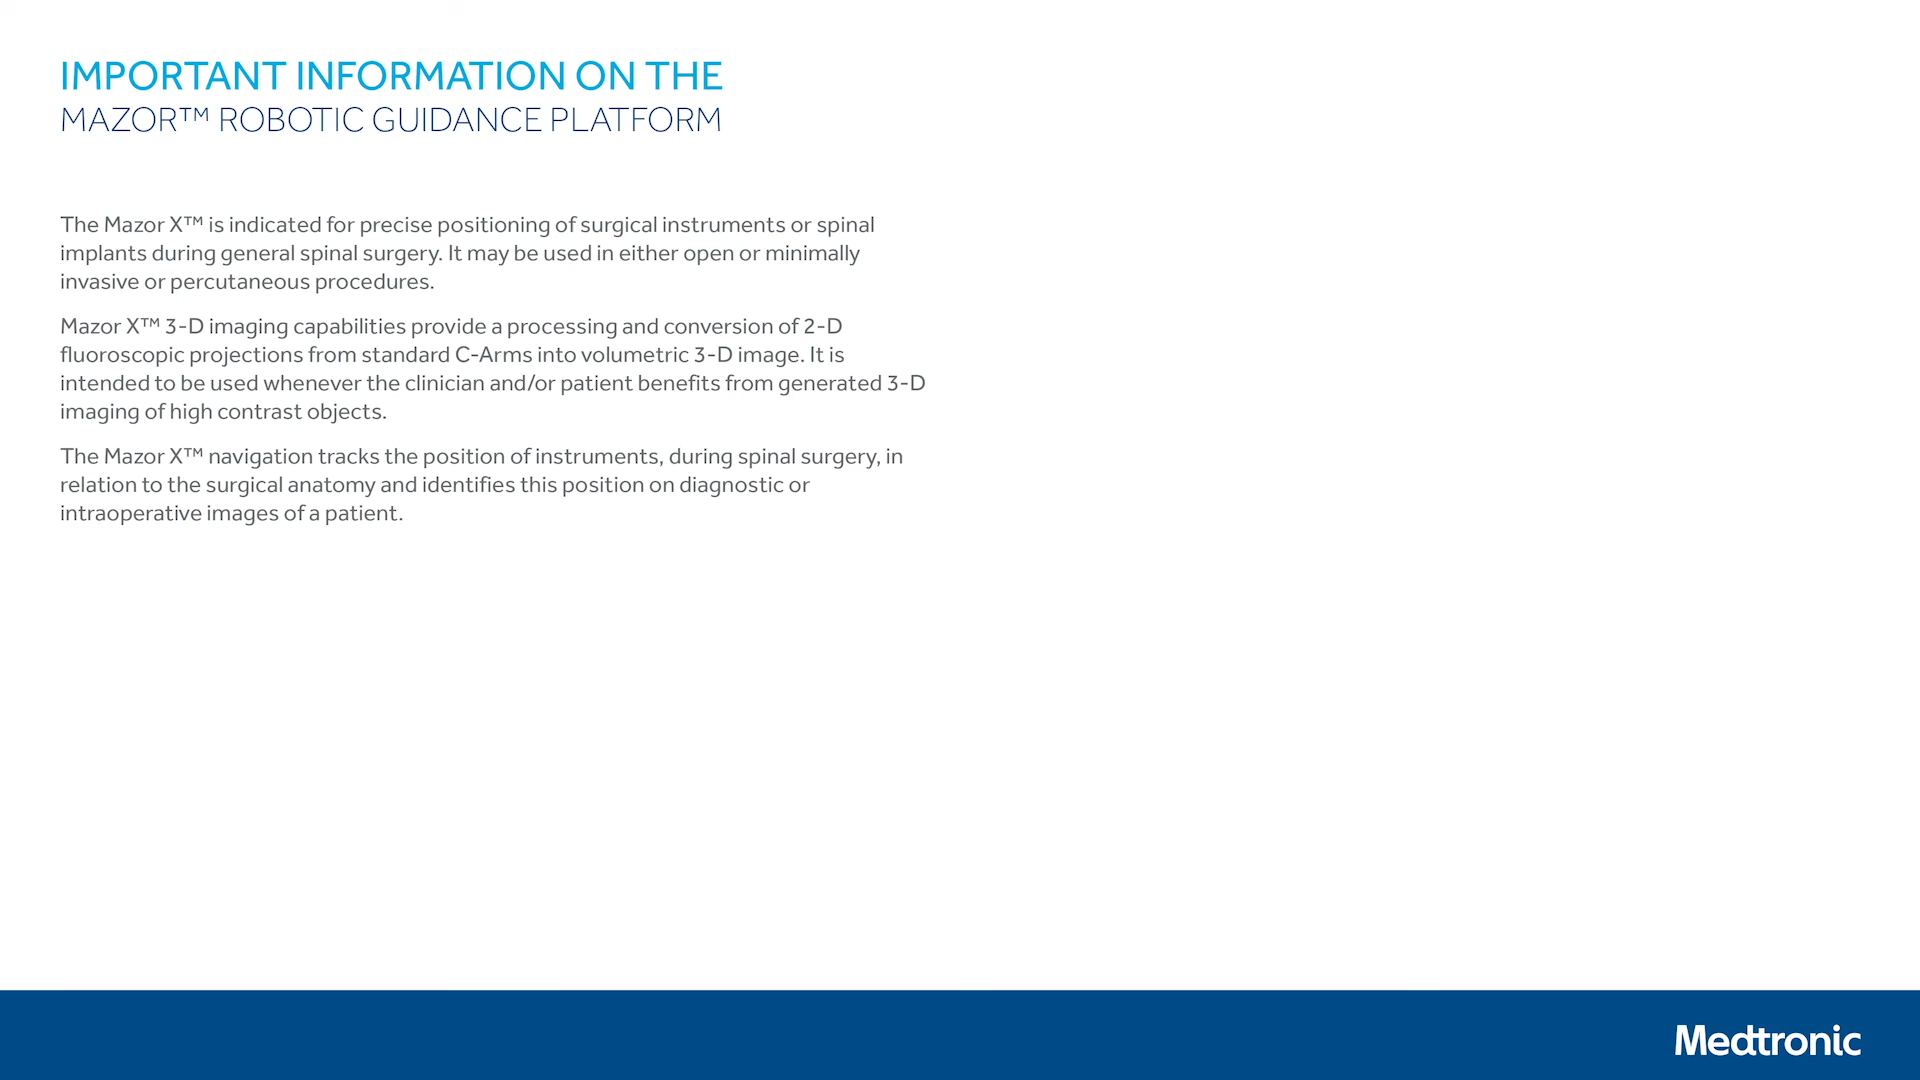 IMPORTANT INFORMATION ON THE
MAZOR™ ROBOTIC GUIDANCE PLATFORM
The Mazor X™ is indicated for precise positioning of surgical instruments or spinal
implants during general spinal surgery. It may be used in either open or minimally
invasive or percutaneous procedures.
Mazor X™ 3-D imaging capabilities provide a processing and conversion of 2-D
fluoroscopic projections from standard C-Arms into volumetric 3-D image. It is
intended to be used whenever the clinician and/or patient benefits from generated 3-D
imaging of high contrast objects.
The Mazor X™ navigation tracks the position of instruments, during spinal surgery, in
relation to the surgical anatomy and identifies this position on diagnostic or
intraoperative images of a patient.
Medtronic